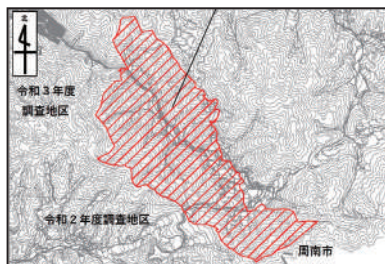 北
令和３年度
調査地区
令和２年度調査地区
周南市